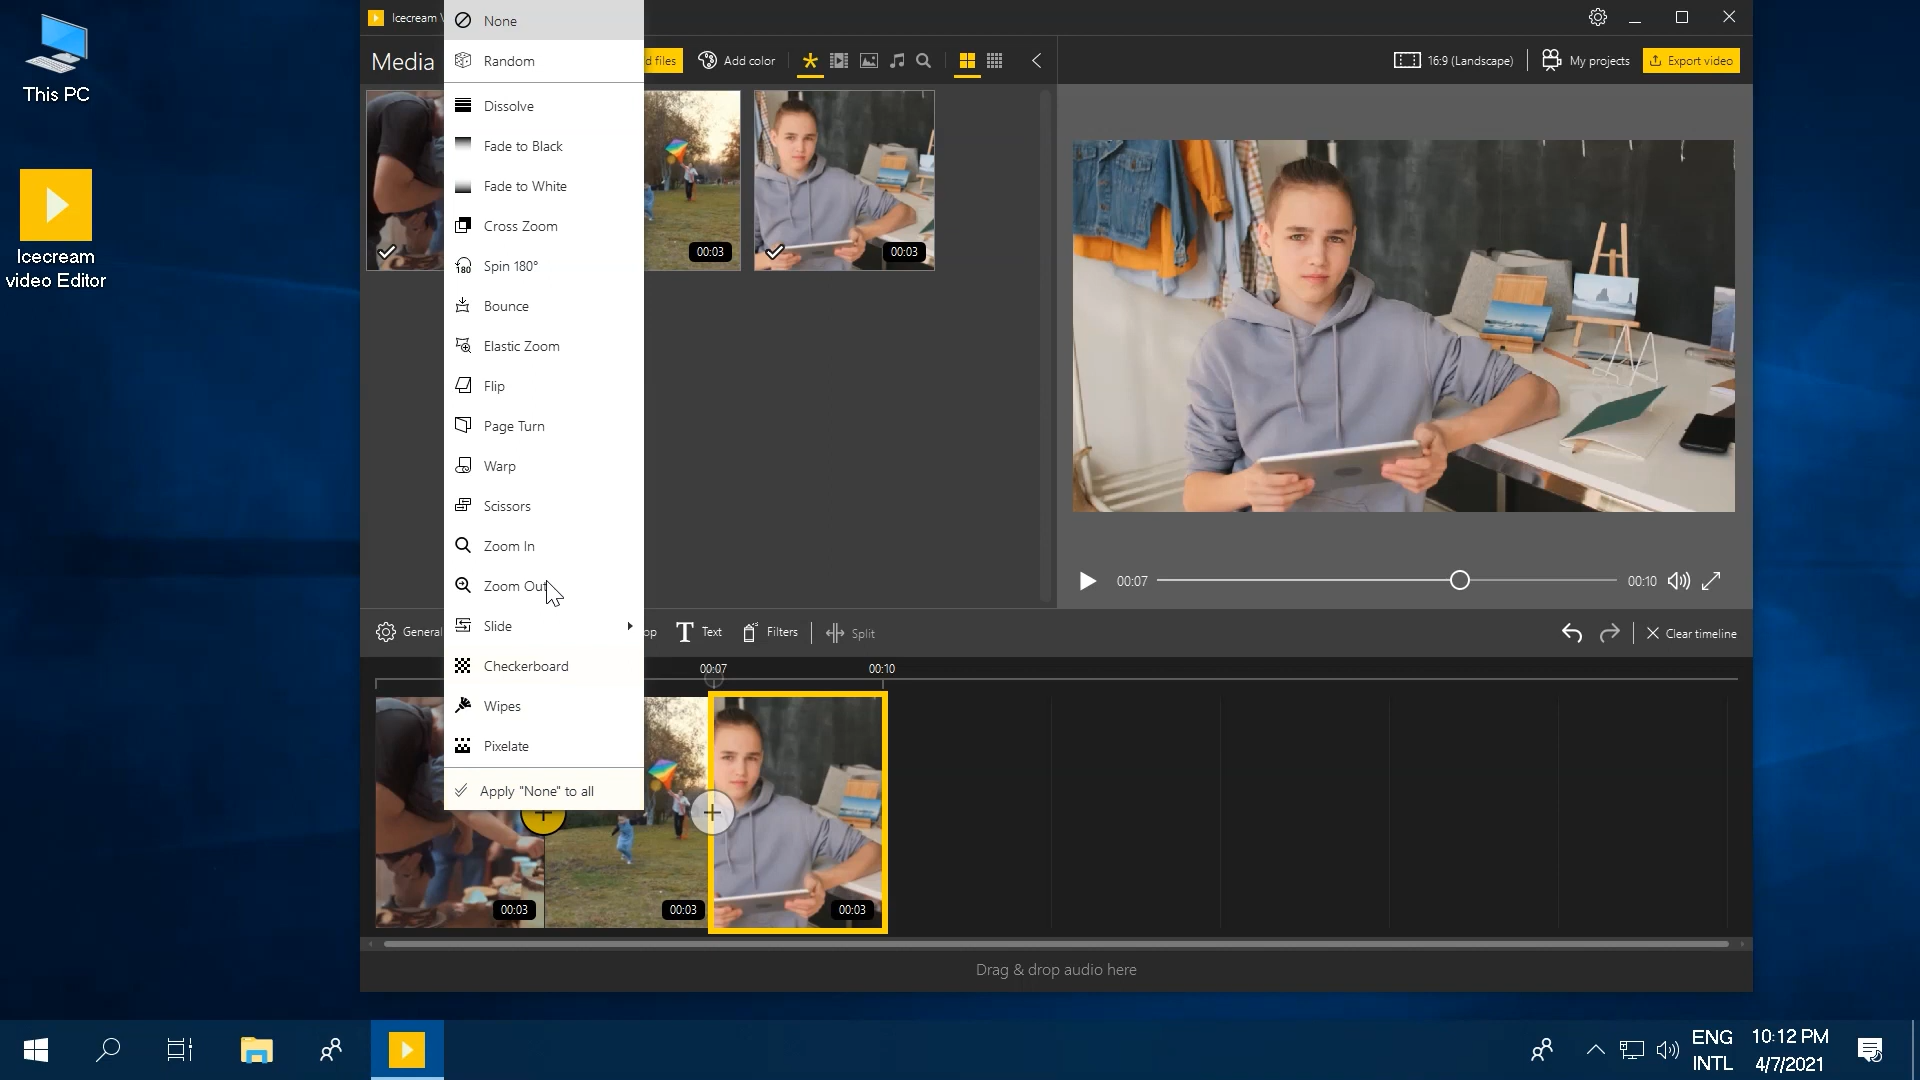 This PC
Icecream
video Editor
Icecream
None
Random
Dissolve
Fade to Black
Fade to White
Cross Zoom
180
Spin 180°
Bounce
Elastic Zoom
Flip
Page Turn
Warp
Scissors
Zoom In
Zoom Out
Slide
Checkerboard
Wipes
Pixelate
Apply "None" to all
Media
d files
Add color
16:9 (Landscape)
My projects
Export video
00:03
00:03
00:07
00:10
General
op
Text
Filters
Split
Clear timeline
00:07
00:10
00:03
00:03
00:03
Drag & drop audio here
ENG
INTL
10:12 PM
4/7/2021